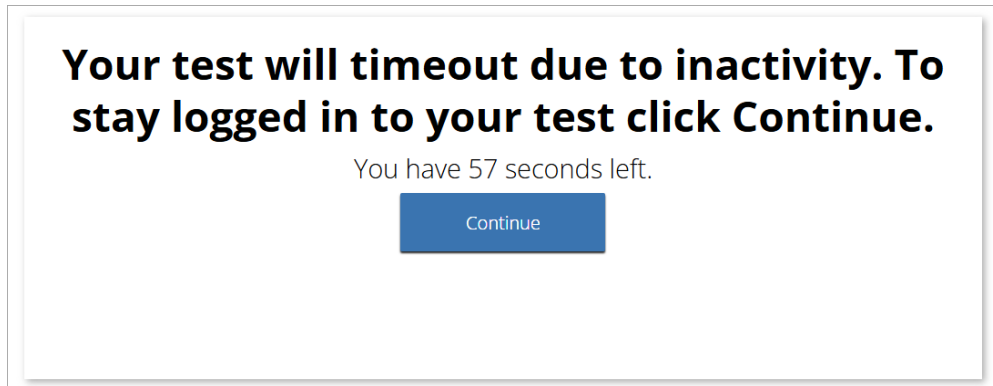 Your test will timeout due to inactivity. To
stay logged in to your test click Continue.
You have 57 seconds left.
Continue